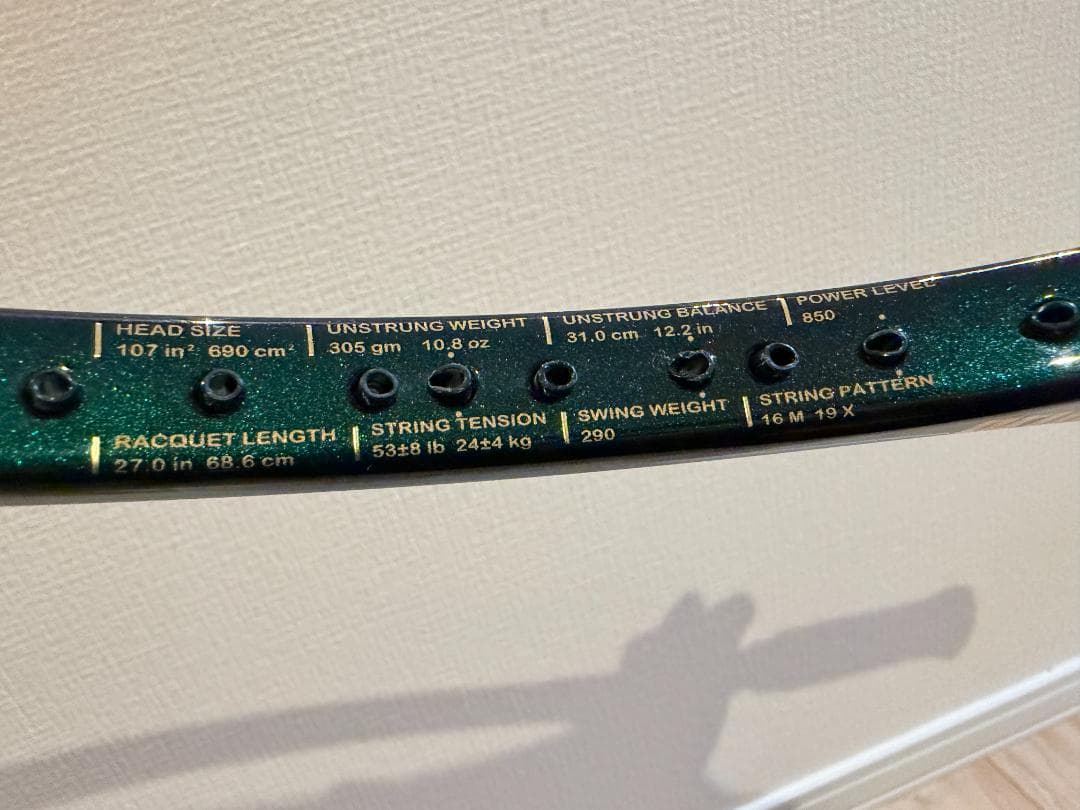 HEAD SIZE
107 in² 690 cm²
UNSTRUNG WEIGHT
305 gm 10.8 oz
UNSTRUNG BALANCE
31.0 cm 12.2 in
POWER LEVEL
850
RACQUET LENGTH
27.0 in 68.6 cm
STRING TENSION
53±8 lb 24±4 kg
SWING WEIGHT
290
STRING PATTERN
16 M 19 X